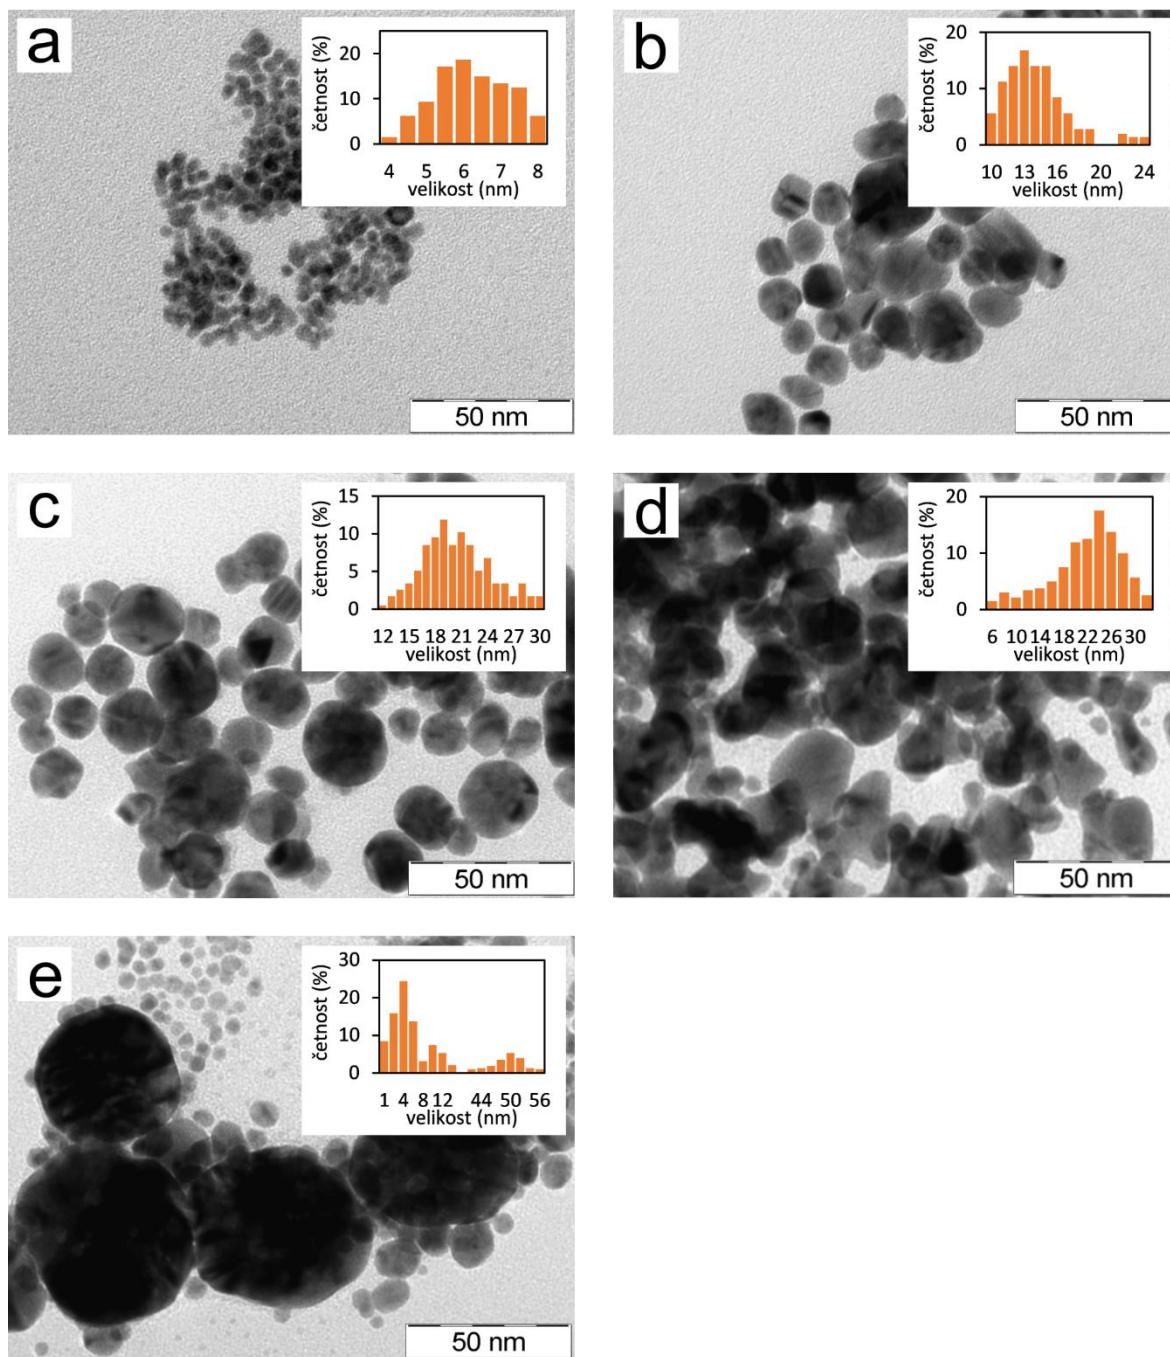 a
četnost (%)
20
10
0
4 5 6 7 8
velikost (nm)
50 nm
b
četnost (%)
20
10
0
10 13 16 20 24
velikost (nm)
50 nm
c
četnost (%)
15
10
5
0
12 15 18 21 24 27 30
velikost (nm)
50 nm
d
četnost (%)
20
10
0
6 10 14 18 22 26 30
velikost (nm)
50 nm
e
četnost (%)
30
20
10
0
1 4 8 12 44 50 56
velikost (nm)
50 nm